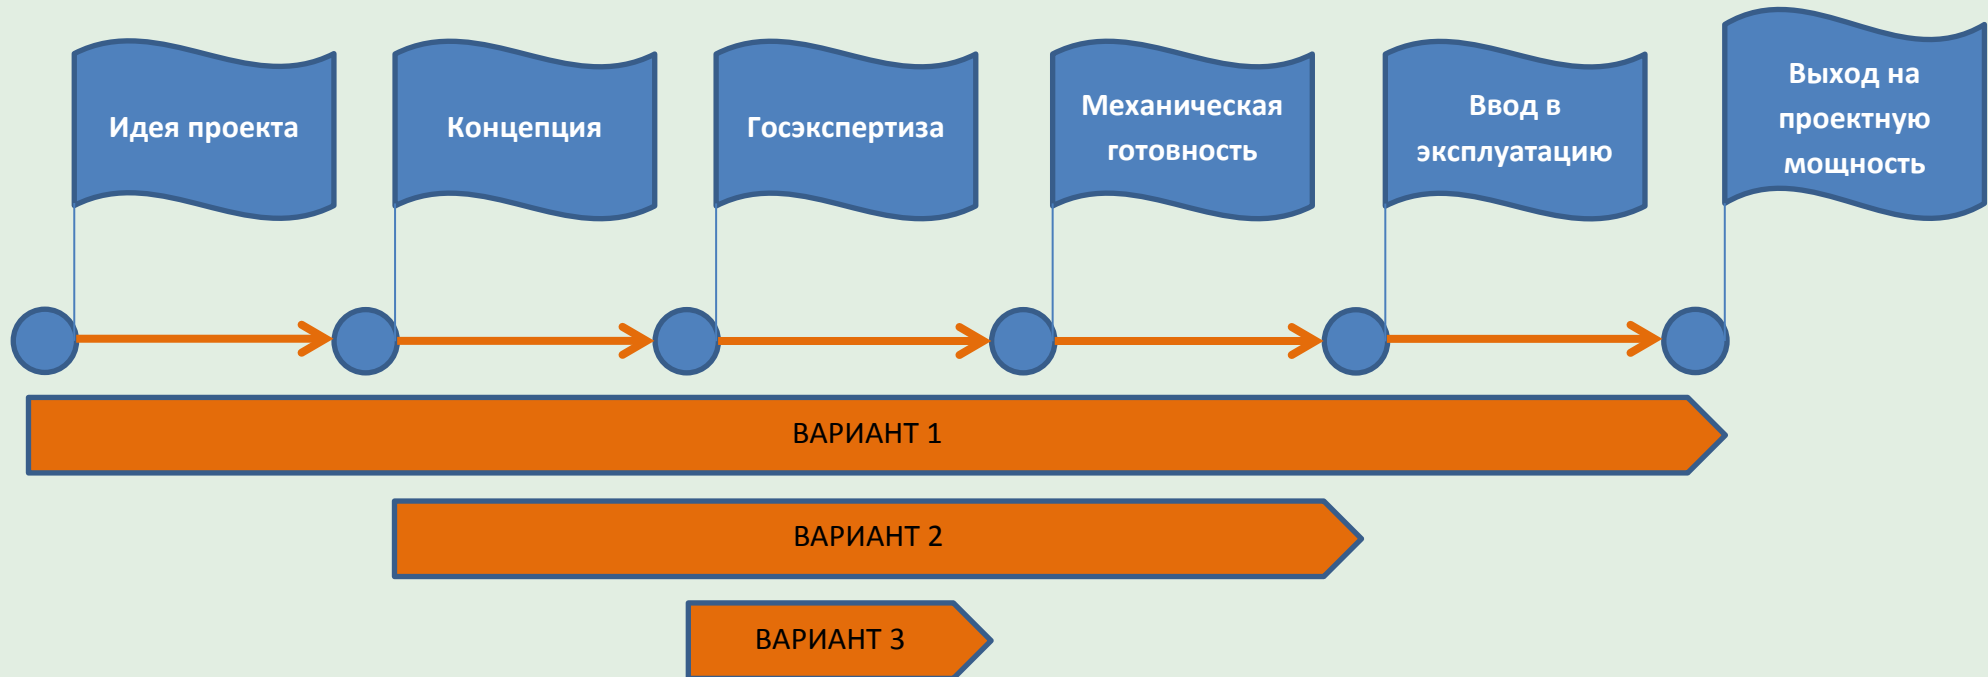 Идея проекта
Концепция
Госэкспертиза
Механическая
готовность
Ввод в
эксплуатацию
Выход на
проектную
мощность
ВАРИАНТ 1
ВАРИАНТ 2
ВАРИАНТ 3